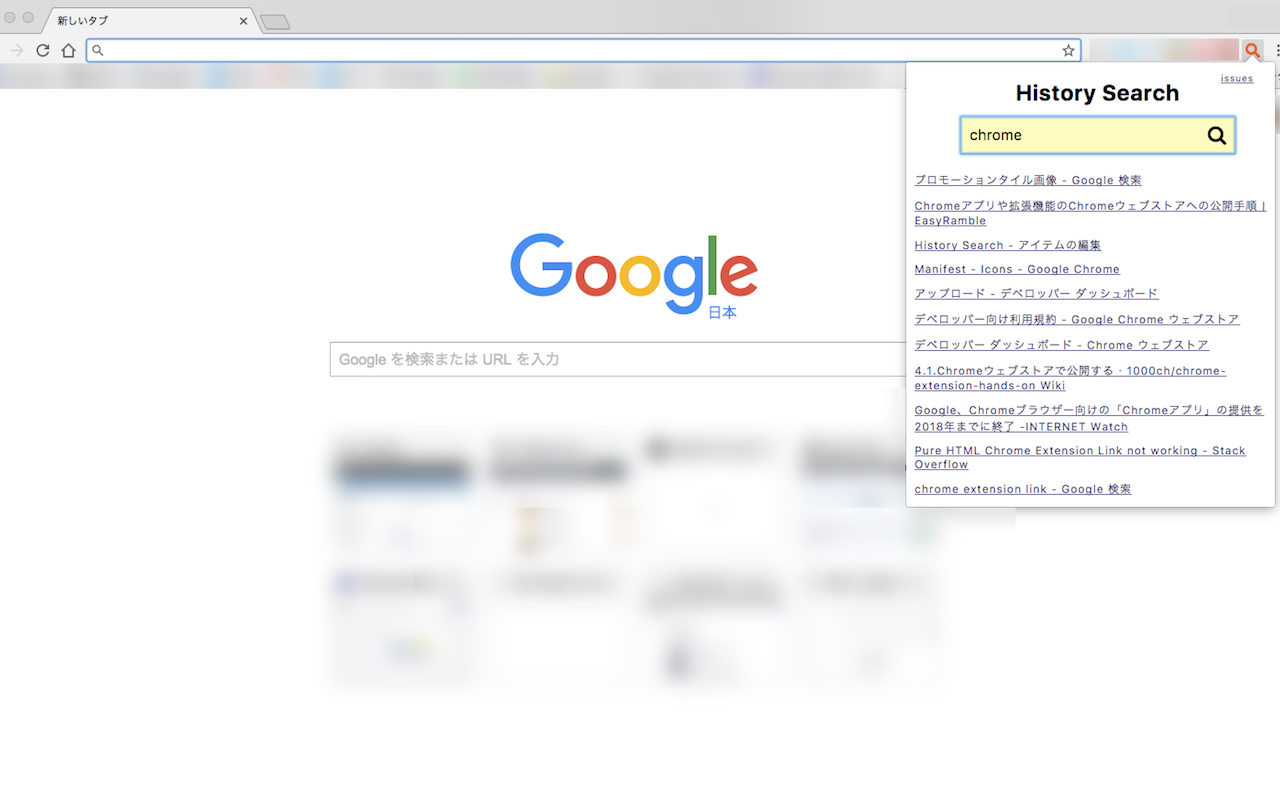 新しいタブ
issues
History Search
chrome
プロモーションタイル画像 - Google 検索
Chromeアプリや拡張機能のChromeウェブストアへの公開手順 |
EasyRamble
History Search - アイテムの編集
Manifest - Icons - Google Chrome
アップロード - デベロッパー ダッシュボード
デベロッパー向け利用規約 - Google Chrome ウェブストア
デベロッパー ダッシュボード - Chrome ウェブストア
4.1.Chromeウェブストアで公開する · 1000ch/chrome-
extension-hands-on Wiki
Google、Chromeブラウザー向けの「Chromeアプリ」の提供を
2018年までに終了 -INTERNET Watch
Pure HTML Chrome Extension Link not working - Stack
Overflow
chrome extension link - Google 検索
Google
日本
Google を検索または URL を入力